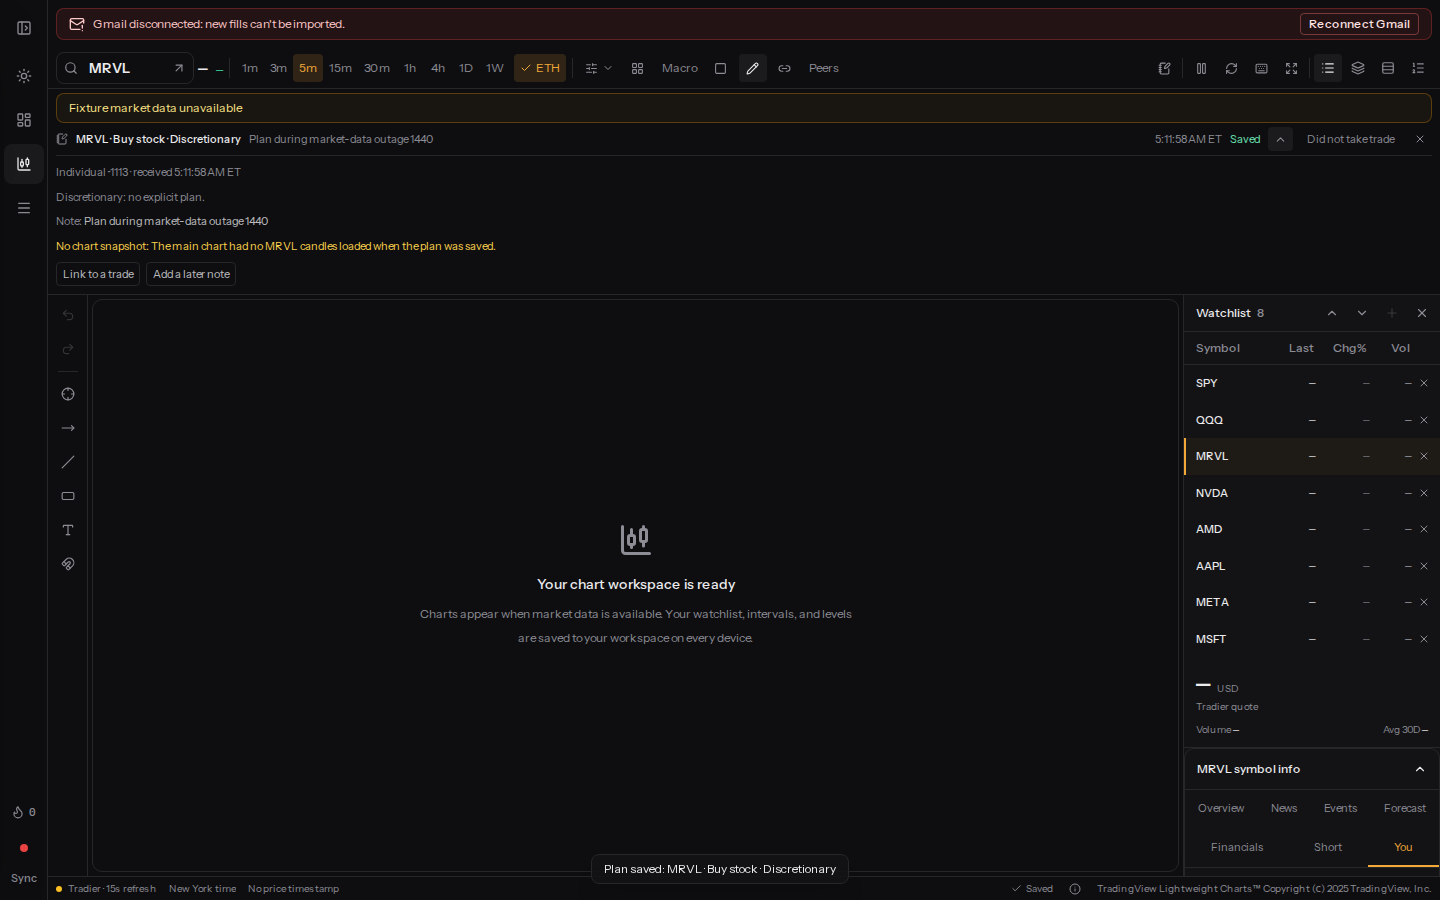 Gmail disconnected: new fills can't be imported.
Reconnect Gmail
MRVL
– –
1m 3m 5m 15m 30m 1h 4h 1D 1W ETH
Macro
Peers
Fixture market data unavailable
MRVL · Buy stock · Discretionary Plan during market-data outage 1440
5:11:58 AM ET Saved Did not take trade
Individual ·1113 · received 5:11:58 AM ET
Discretionary: no explicit plan.
Note: Plan during market-data outage 1440
No chart snapshot: The main chart had no MRVL candles loaded when the plan was saved.
Link to a trade Add a later note
Your chart workspace is ready
Charts appear when market data is available. Your watchlist, intervals, and levels
are saved to your workspace on every device.
Watchlist 8
Symbol Last Chg% Vol
SPY – – –
QQQ – – –
MRVL – – –
NVDA – – –
AMD – – –
AAPL – – –
META – – –
MSFT – – –
— USD
Tradier quote
Volume – Avg 30D –
MRVL symbol info
Overview News Events Forecast
Financials Short You
0
Sync
Plan saved: MRVL · Buy stock · Discretionary
Tradier · 15s refresh New York time No price timestamp
Saved
TradingView Lightweight Charts™ Copyright (c) 2025 TradingView, Inc.